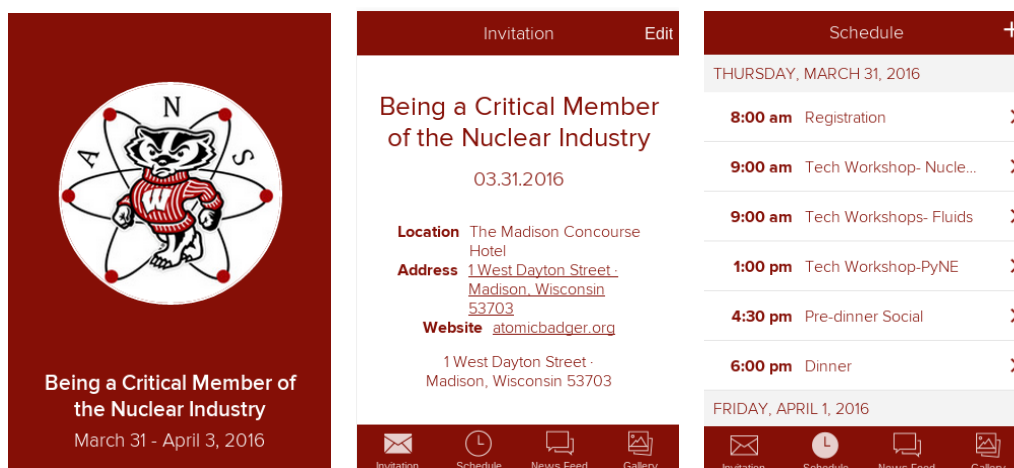 N
A
S
W
Being a Critical Member of
the Nuclear Industry
March 31 - April 3, 2016
Invitation
Edit
Being a Critical Member
of the Nuclear Industry
03.31.2016
Location The Madison Concourse
Hotel
Address 1 West Dayton Street ·
Madison, Wisconsin
53703
Website atomicbadger.org
1 West Dayton Street ·
Madison, Wisconsin 53703
Invitation Schedule News Feed Gallery
Schedule
+
THURSDAY, MARCH 31, 2016
8:00 am Registration
9:00 am Tech Workshop- Nucle...
9:00 am Tech Workshops- Fluids
1:00 pm Tech Workshop-PyNE
4:30 pm Pre-dinner Social
6:00 pm Dinner
FRIDAY, APRIL 1, 2016
Invitation Schedule News Feed Gallery